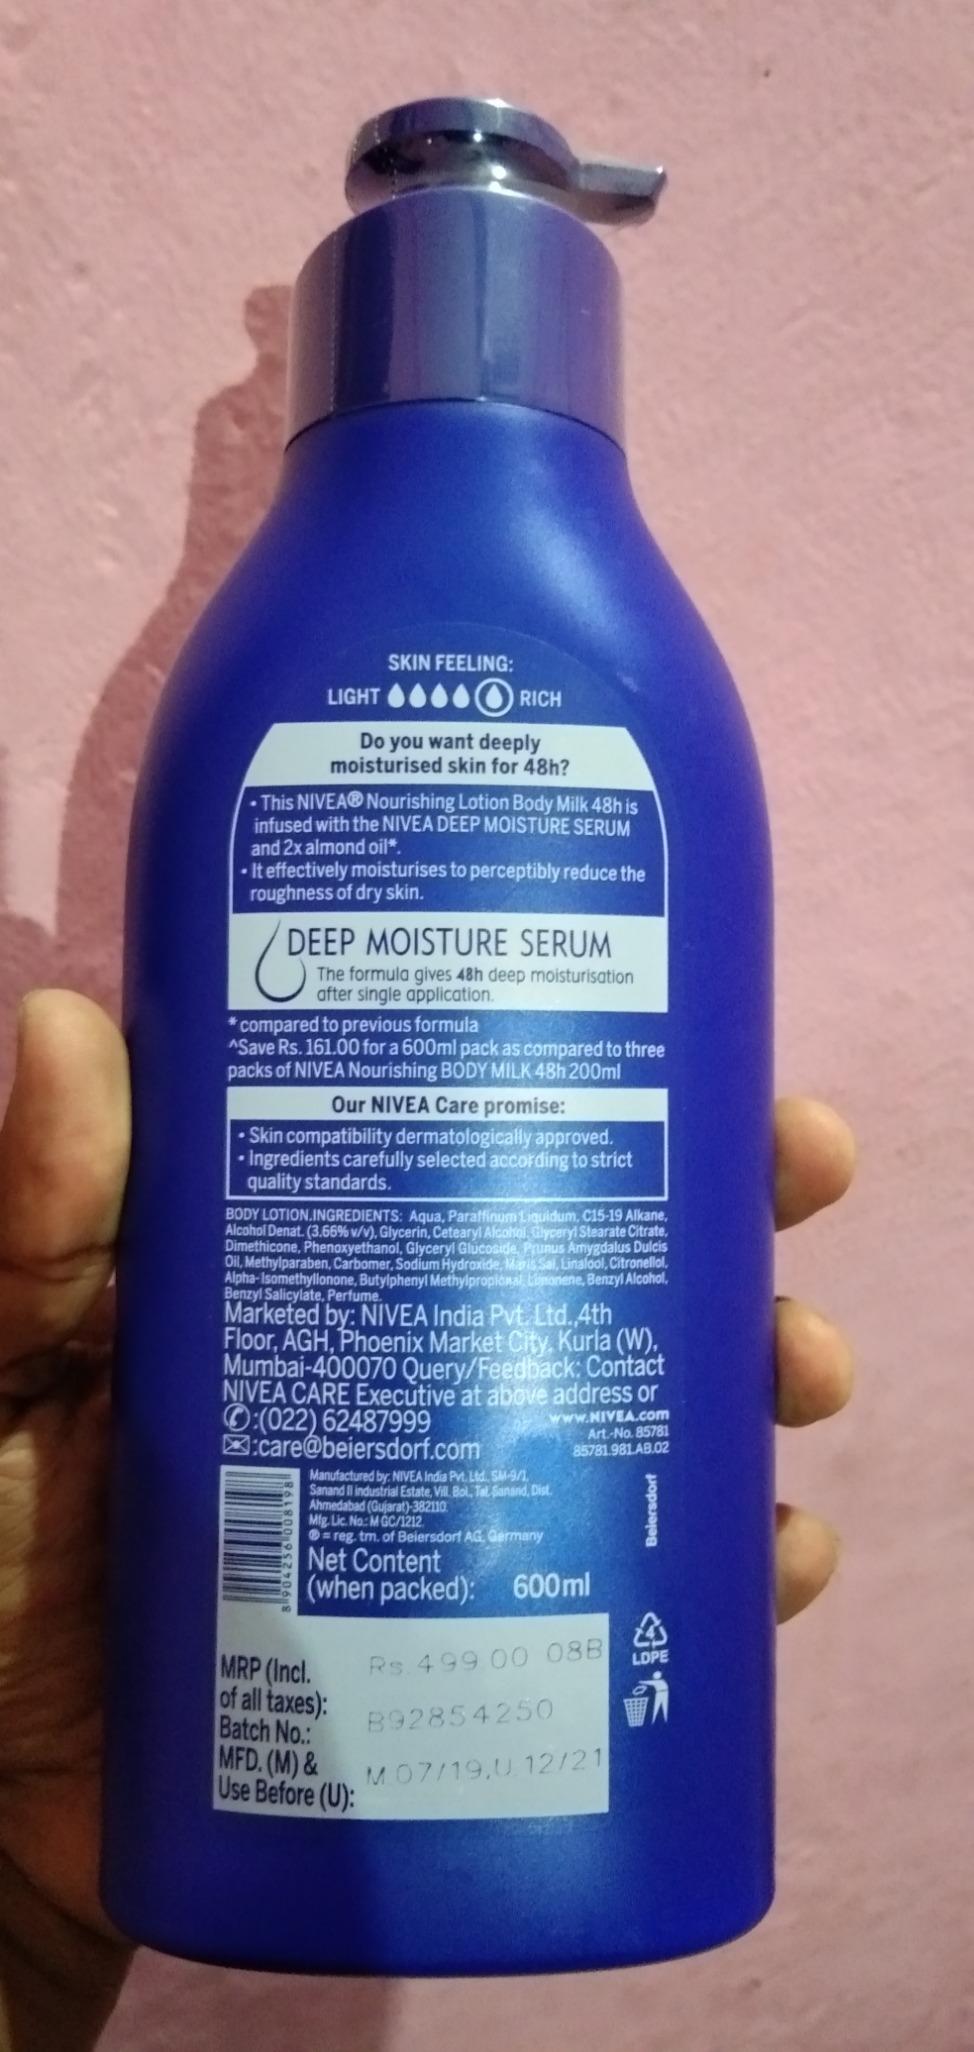 SKIN FEELING:
LIGHT RICH
Do you want deeply
moisturised skin for 48h?
• This NIVEA® Nourishing Lotion Body Milk 48h is
infused with the NIVEA DEEP MOISTURE SERUM
and 2x almond oil*.
• It effectively moisturises to perceptibly reduce the
roughness of dry skin.
DEEP MOISTURE SERUM
The formula gives 48h deep moisturisation
after single application.
* compared to previous formula
^Save Rs. 161.00 for a 600ml pack as compared to three
packs of NIVEA Nourishing BODY MILK 48h 200ml
Our NIVEA Care promise:
• Skin compatibility dermatologically approved.
• Ingredients carefully selected according to strict
quality standards.
BODY LOTION.INGREDIENTS: Aqua, Paraffinum Liquidum, C15-19 Alkane,
Alcohol Denat. (3.66% v/v), Glycerin, Cetearyl Alcohol, Glyceryl Stearate Citrate,
Dimethicone, Phenoxyethanol, Glyceryl Glucoside, Prunus Amygdalus Dulcis
Oil, Methylparaben, Carbomer, Sodium Hydroxide, Maris Sal, Linalool, Citronellol,
Alpha-Isomethyl Ionone, Butylphenyl Methylpropional, Limonene, Benzyl Alcohol,
Benzyl Salicylate, Perfume.
Marketed by: NIVEA India Pvt. Ltd.,4th
Floor, AGH, Phoenix Market City, Kurla (W),
Mumbai-400070 Query/Feedback: Contact
NIVEA CARE Executive at above address or
:(022) 62487999
www.NIVEA.com
Art.-No. 85781
:care@beiersdorf.com
85781.981.AB.02
Manufactured by: NIVEA India Pvt. Ltd., SM-9/1,
Sanand II industrial Estate, Vill. Bol., Tal. Sanand, Dist.
Ahmedabad (Gujarat)-382110.
Mfg. Lic. No.: M GC/1212
® = reg. tm. of Beiersdorf AG, Germany
Beiersdorf
8904256008198
Net Content
(when packed): 600ml
4
LDPE
MRP (Incl.
of all taxes): Rs.499.00 08B
Batch No.: B92854250
MFD. (M) &
Use Before (U): M.07/19,U.12/21